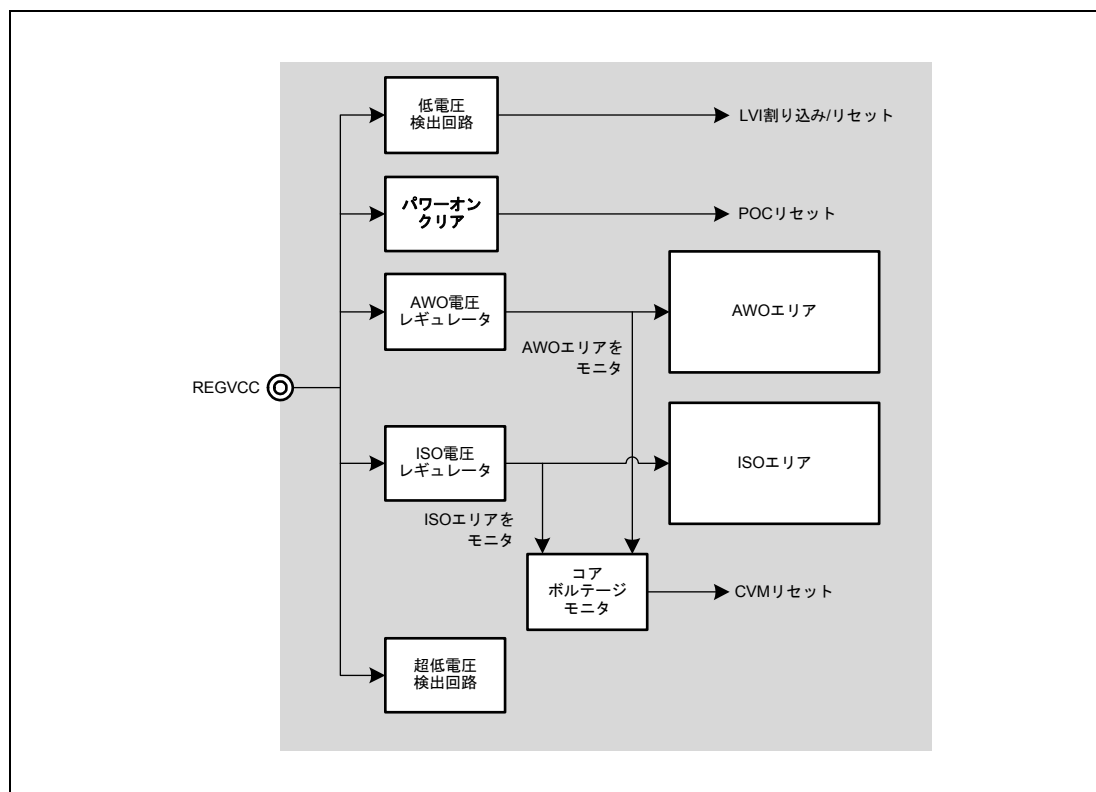 低電圧
検出回路
LVI割り込み/リセット
パワーオン
クリア
POCリセット
AWO電圧
レギュレータ
AWOエリア
AWOエリアを
モニタ
REGVCC
ISO電圧
レギュレータ
ISOエリア
ISOエリアを
モニタ
コア
ボルテージ
モニタ
CVMリセット
超低電圧
検出回路